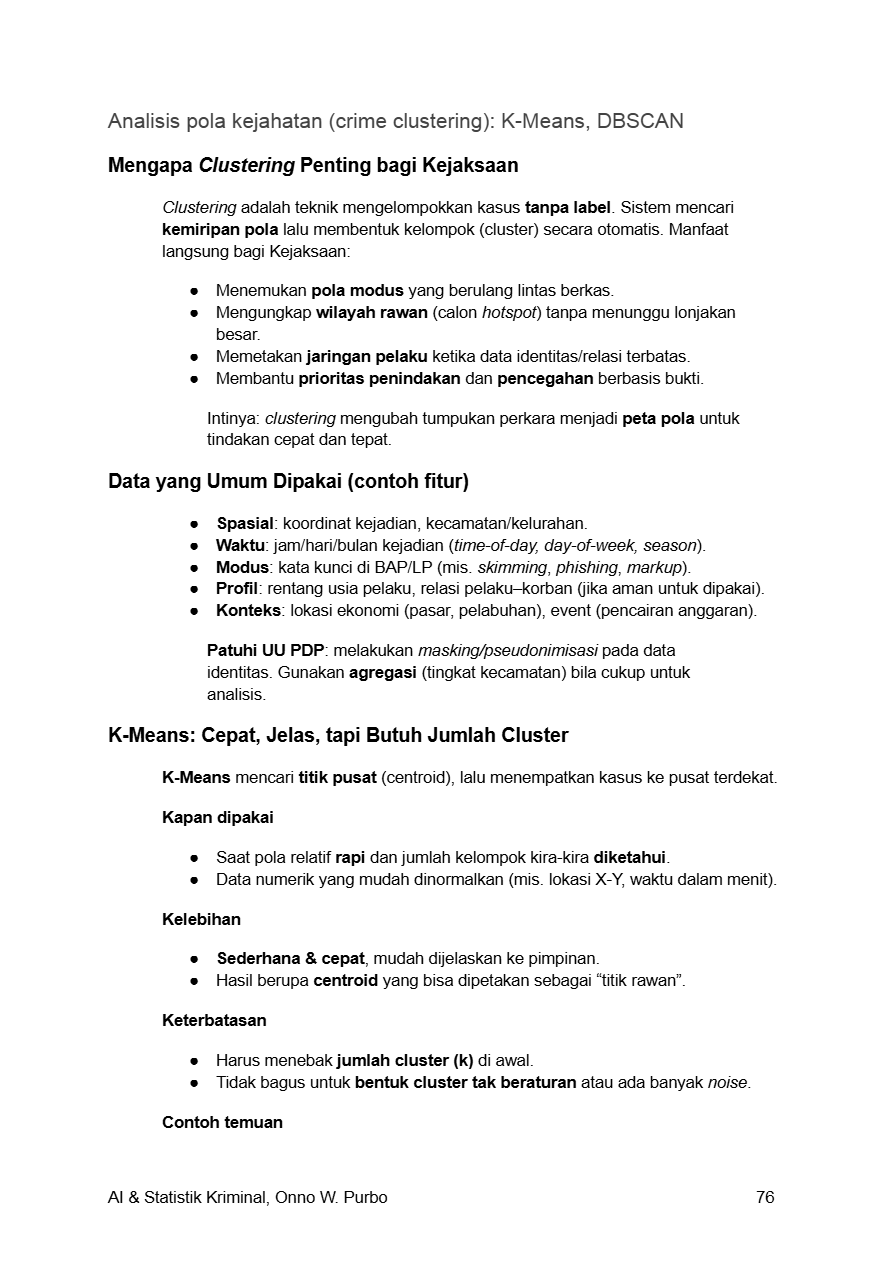 Analisis pola kejahatan (crime clustering): K-Means, DBSCAN
Mengapa Clustering Penting bagi Kejaksaan
Clustering adalah teknik mengelompokkan kasus tanpa label. Sistem mencari
kemiripan pola lalu membentuk kelompok (cluster) secara otomatis. Manfaat
langsung bagi Kejaksaan:
● Menemukan pola modus yang berulang lintas berkas.
● Mengungkap wilayah rawan (calon hotspot) tanpa menunggu lonjakan
besar.
● Memetakan jaringan pelaku ketika data identitas/relasi terbatas.
● Membantu prioritas penindakan dan pencegahan berbasis bukti.
Intinya: clustering mengubah tumpukan perkara menjadi peta pola untuk
tindakan cepat dan tepat.
Data yang Umum Dipakai (contoh fitur)
● Spasial: koordinat kejadian, kecamatan/kelurahan.
● Waktu: jam/hari/bulan kejadian (time-of-day, day-of-week, season).
● Modus: kata kunci di BAP/LP (mis. skimming, phishing, markup).
● Profil: rentang usia pelaku, relasi pelaku–korban (jika aman untuk dipakai).
● Konteks: lokasi ekonomi (pasar, pelabuhan), event (pencairan anggaran).
Patuhi UU PDP: melakukan masking/pseudonimisasi pada data
identitas. Gunakan agregasi (tingkat kecamatan) bila cukup untuk
analisis.
K-Means: Cepat, Jelas, tapi Butuh Jumlah Cluster
K-Means mencari titik pusat (centroid), lalu menempatkan kasus ke pusat terdekat.
Kapan dipakai
● Saat pola relatif rapi dan jumlah kelompok kira-kira diketahui.
● Data numerik yang mudah dinormalkan (mis. lokasi X-Y, waktu dalam menit).
Kelebihan
● Sederhana & cepat, mudah dijelaskan ke pimpinan.
● Hasil berupa centroid yang bisa dipetakan sebagai “titik rawan”.
Keterbatasan
● Harus menebak jumlah cluster (k) di awal.
● Tidak bagus untuk bentuk cluster tak beraturan atau ada banyak noise.
Contoh temuan
AI & Statistik Kriminal, Onno W. Purbo 76